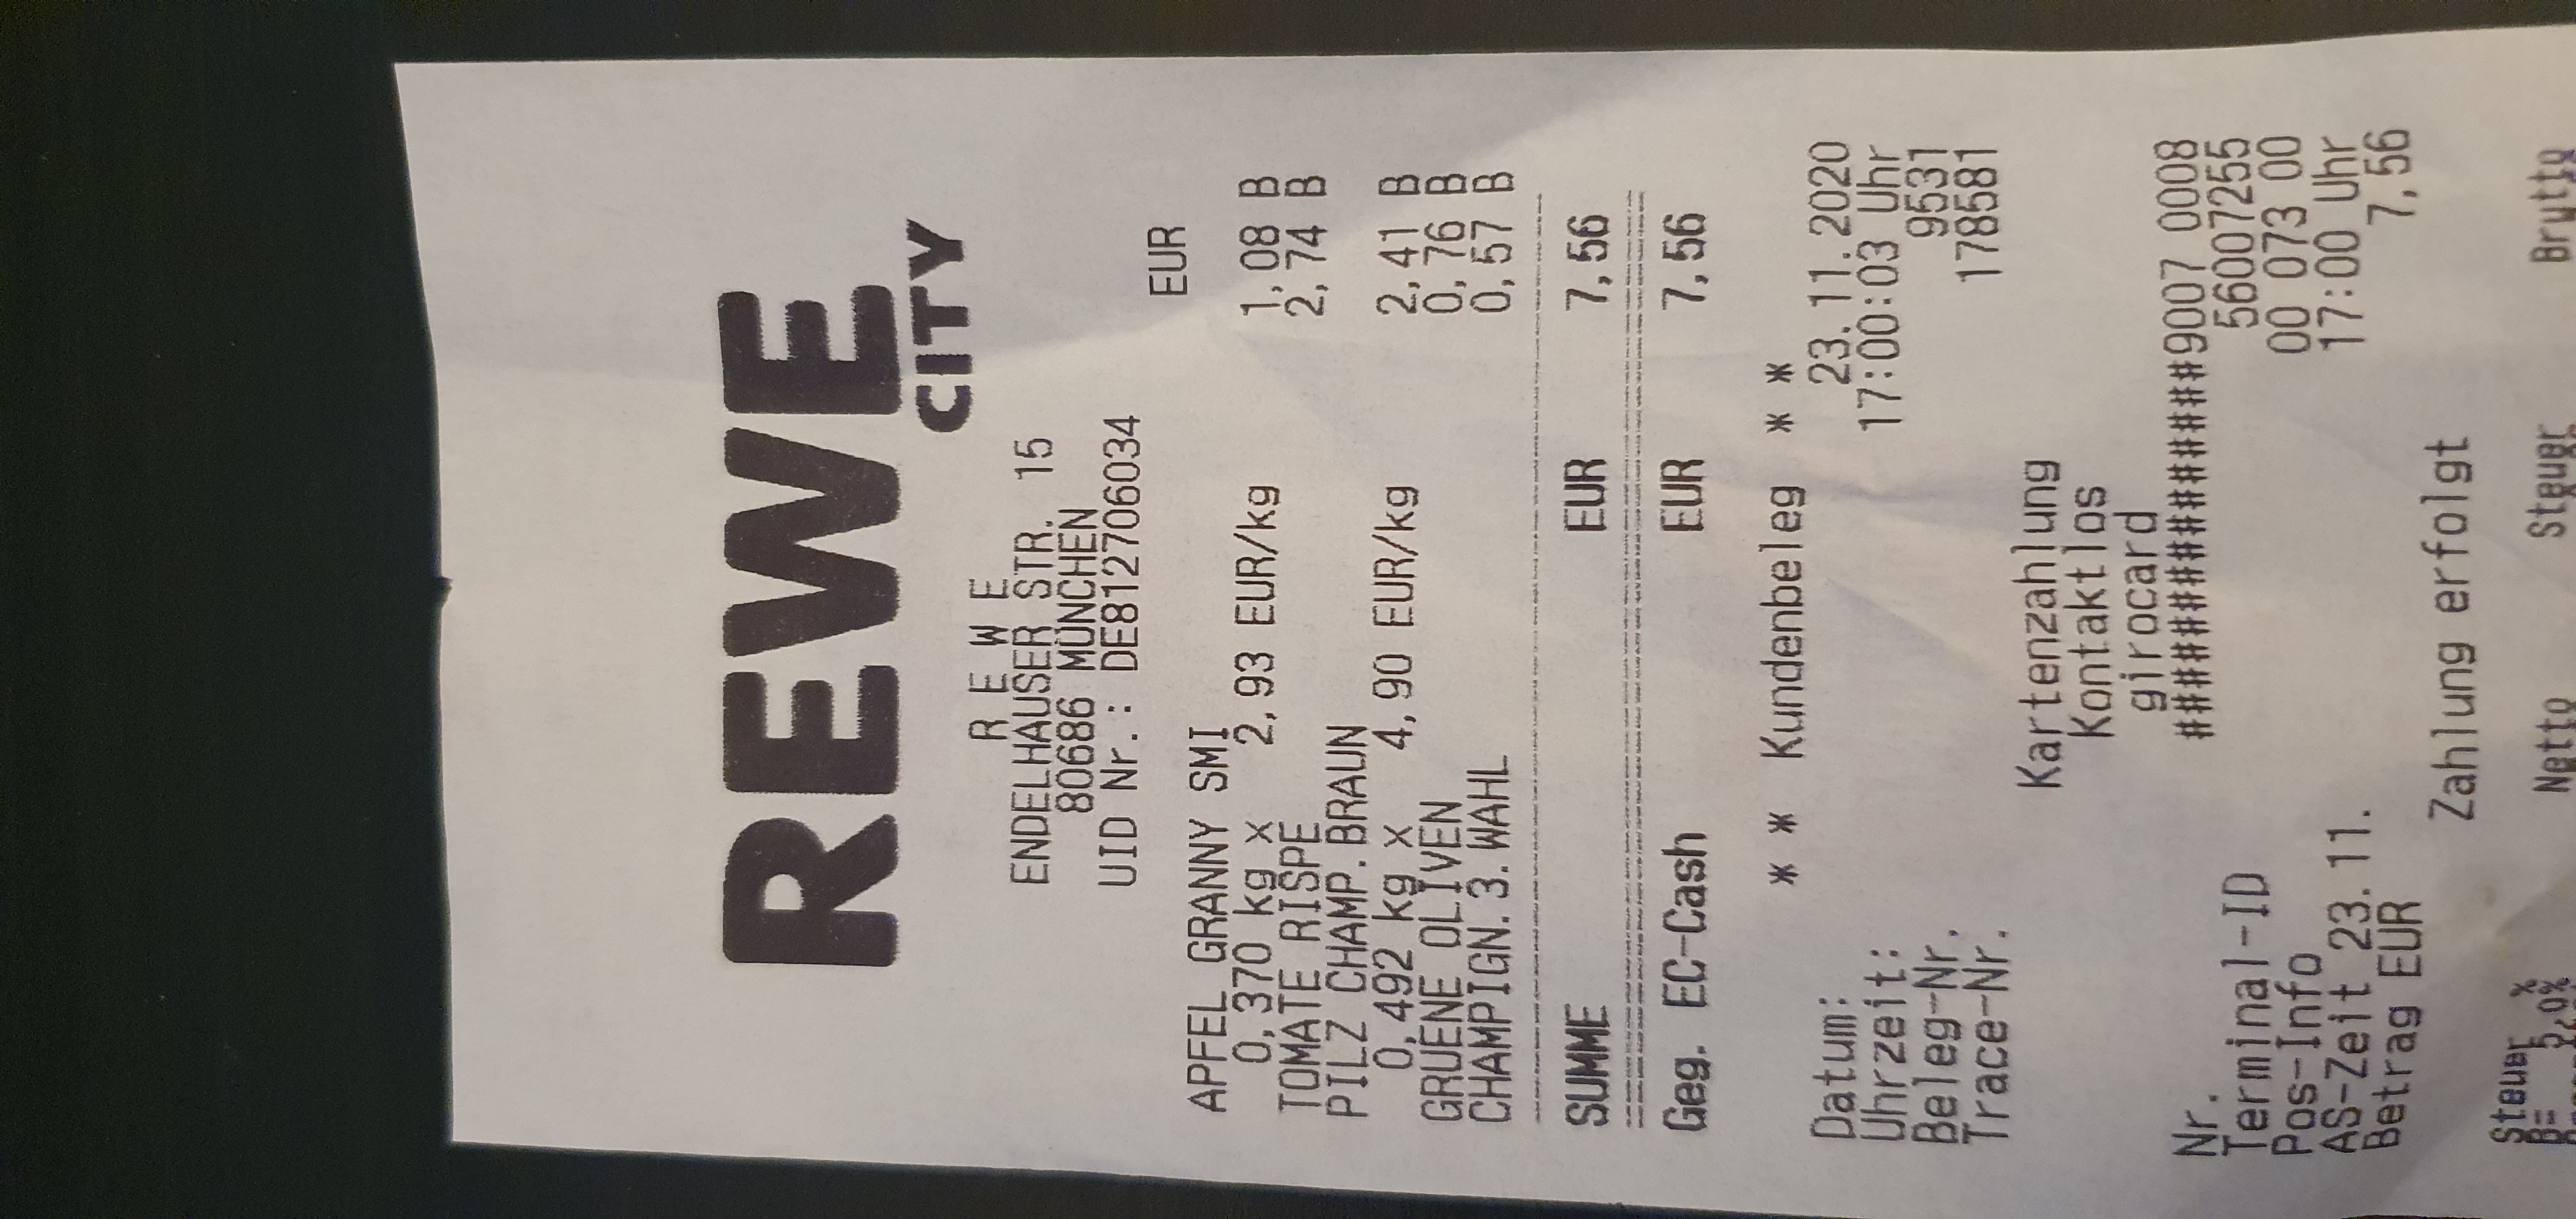 REWE
CITY
R E W E
ENDELHAUSER STR. 15
80686 MÜNCHEN
UID Nr.: DE812706034
EUR
APFEL GRANNY SMI
0,370 kg x 2,93 EUR/kg 1,08 B
TOMATE RISPE 2,74 B
PILZ CHAMP.BRAUN
0,492 kg x 4,90 EUR/kg 2,41 B
GRUENE OLIVEN 0,76 B
CHAMPIGN.3.WAHL 0,57 B
SUMME EUR 7,56
Geg. EC-Cash EUR 7,56
* * Kundenbeleg * *
Datum: 23.11.2020
Uhrzeit: 17:00:03 Uhr
Beleg-Nr. 9531
Trace-Nr. 178581
Kartenzahlung
Kontaktlos
girocard
Nr. ###############9007 0008
Terminal-ID 56007255
Pos-Info 00 073 00
AS-Zeit 23.11. 17:00 Uhr
Betrag EUR 7,56
Zahlung erfolgt
Steuer % Netto Steuer Brutto
B= 5,0%